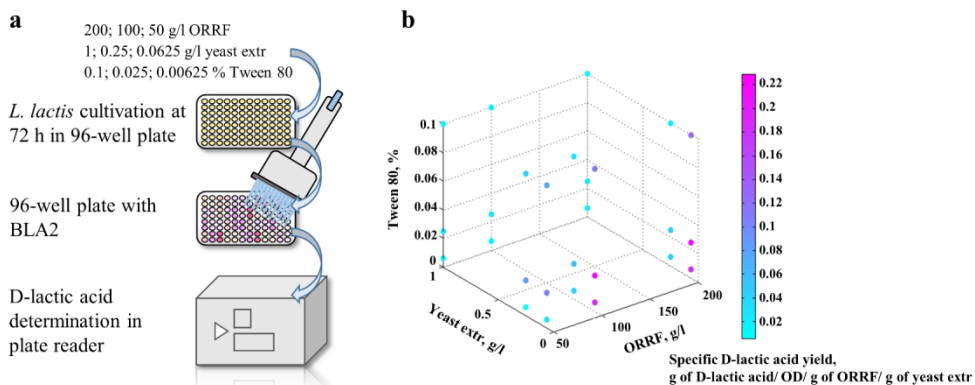 a
200; 100; 50 g/l ORRF
1; 0.25; 0.0625 g/l yeast extr
0.1; 0.025; 0.00625 % Tween 80
L. lactis cultivation at
72 h in 96-well plate
96-well plate with
BLA2
D-lactic acid
determination in
plate reader
b
Tween 80, %
0.1
0.08
0.06
0.04
0.02
0
1
0.5
0
Yeast extr, g/l
50
100
150
200
ORRF, g/l
0.22
0.2
0.18
0.16
0.14
0.12
0.1
0.08
0.06
0.04
0.02
Specific D-lactic acid yield,
g of D-lactic acid/ OD/ g of ORRF/ g of yeast extr